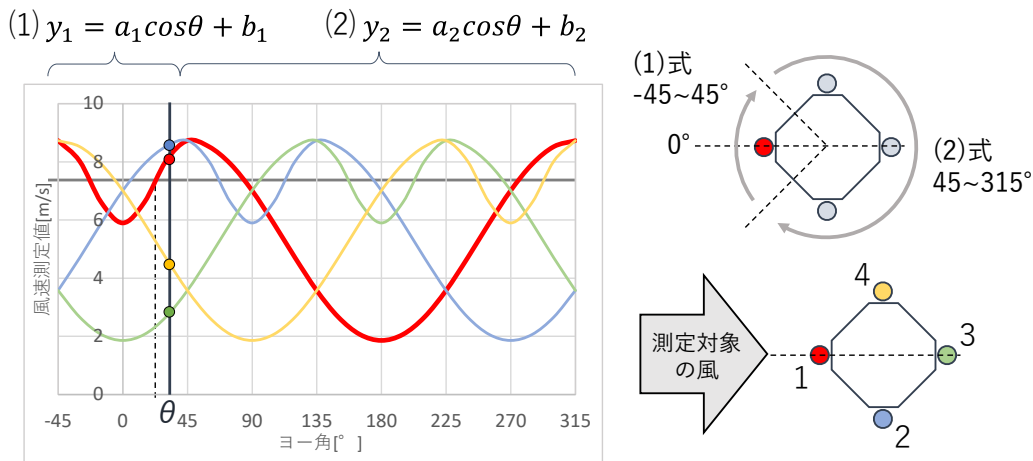 (1) y₁ = a₁cosθ + b₁
(2) y₂ = a₂cosθ + b₂
風速測定値[m/s]
10
8
6
4
2
0
-45 0 45 90 135 180 225 270 315
θ
ヨー角[°]
(1)式
-45~45°
0°
(2)式
45~315°
測定対象
の風
4
3
1
2